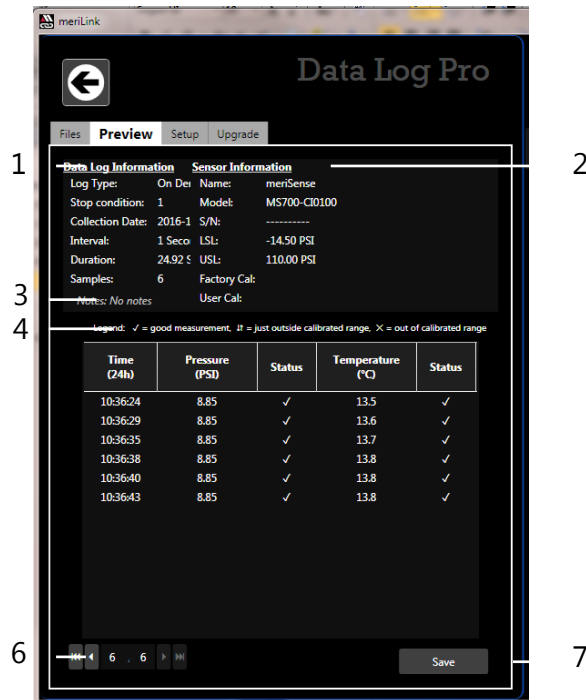 meriLink
Data Log Pro
Files Preview Setup Upgrade
1 Data Log Information Sensor Information 2
Log Type: On De Name: meriSense
Stop condition: 1 Model: MS700-CI0100
Collection Date: 2016-1 S/N: ----------
Interval: 1 Seco LSL: -14.50 PSI
Duration: 24.92 S USL: 110.00 PSI
Samples: 6 Factory Cal:
3 Notes: No notes User Cal:
4 Legend: ✓ = good measurement, ⇵ = just outside calibrated range, ✕ = out of calibrated range
Time (24h) Pressure (PSI) Status Temperature (°C) Status
10:36:24 8.85 ✓ 13.5 ✓
10:36:29 8.85 ✓ 13.6 ✓
10:36:35 8.85 ✓ 13.7 ✓
10:36:38 8.85 ✓ 13.8 ✓
10:36:40 8.85 ✓ 13.8 ✓
10:36:43 8.85 ✓ 13.8 ✓
6 6 . 6 Save 7